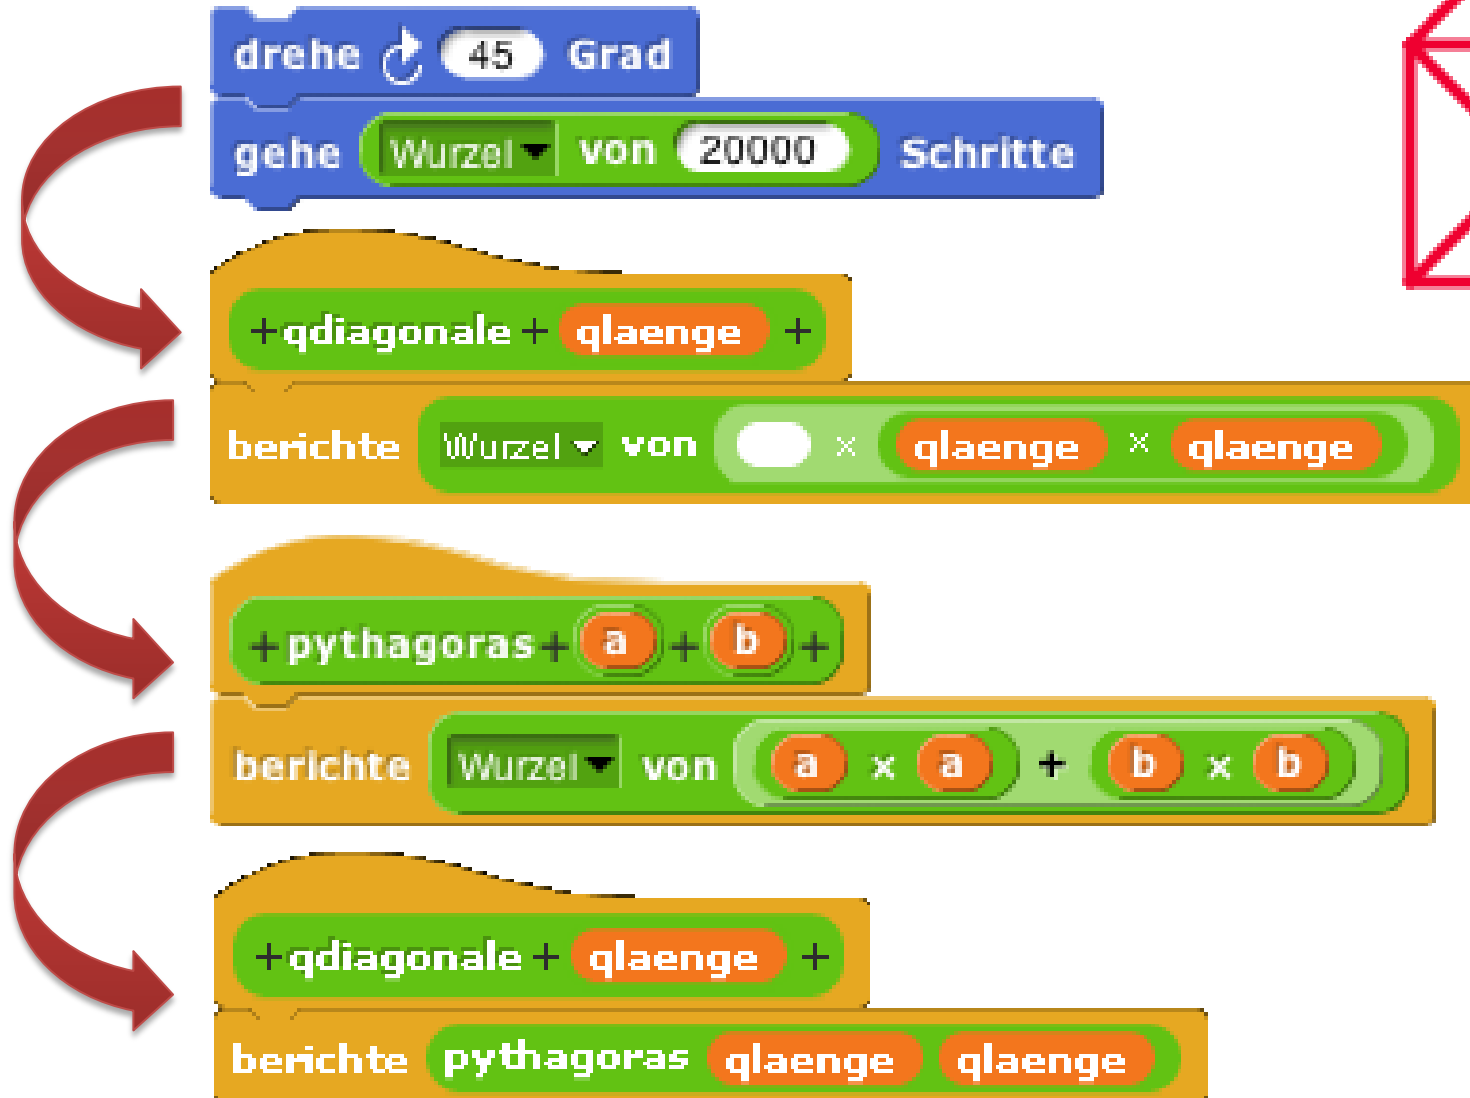 drehe 45 Grad
gehe Wurzel von 20000 Schritte
+qdiagonale + qlaenge +
berichte Wurzel von × qlaenge × qlaenge
+pythagoras+ a + b +
berichte Wurzel von a × a + b × b
+qdiagonale + qlaenge +
berichte pythagoras qlaenge qlaenge